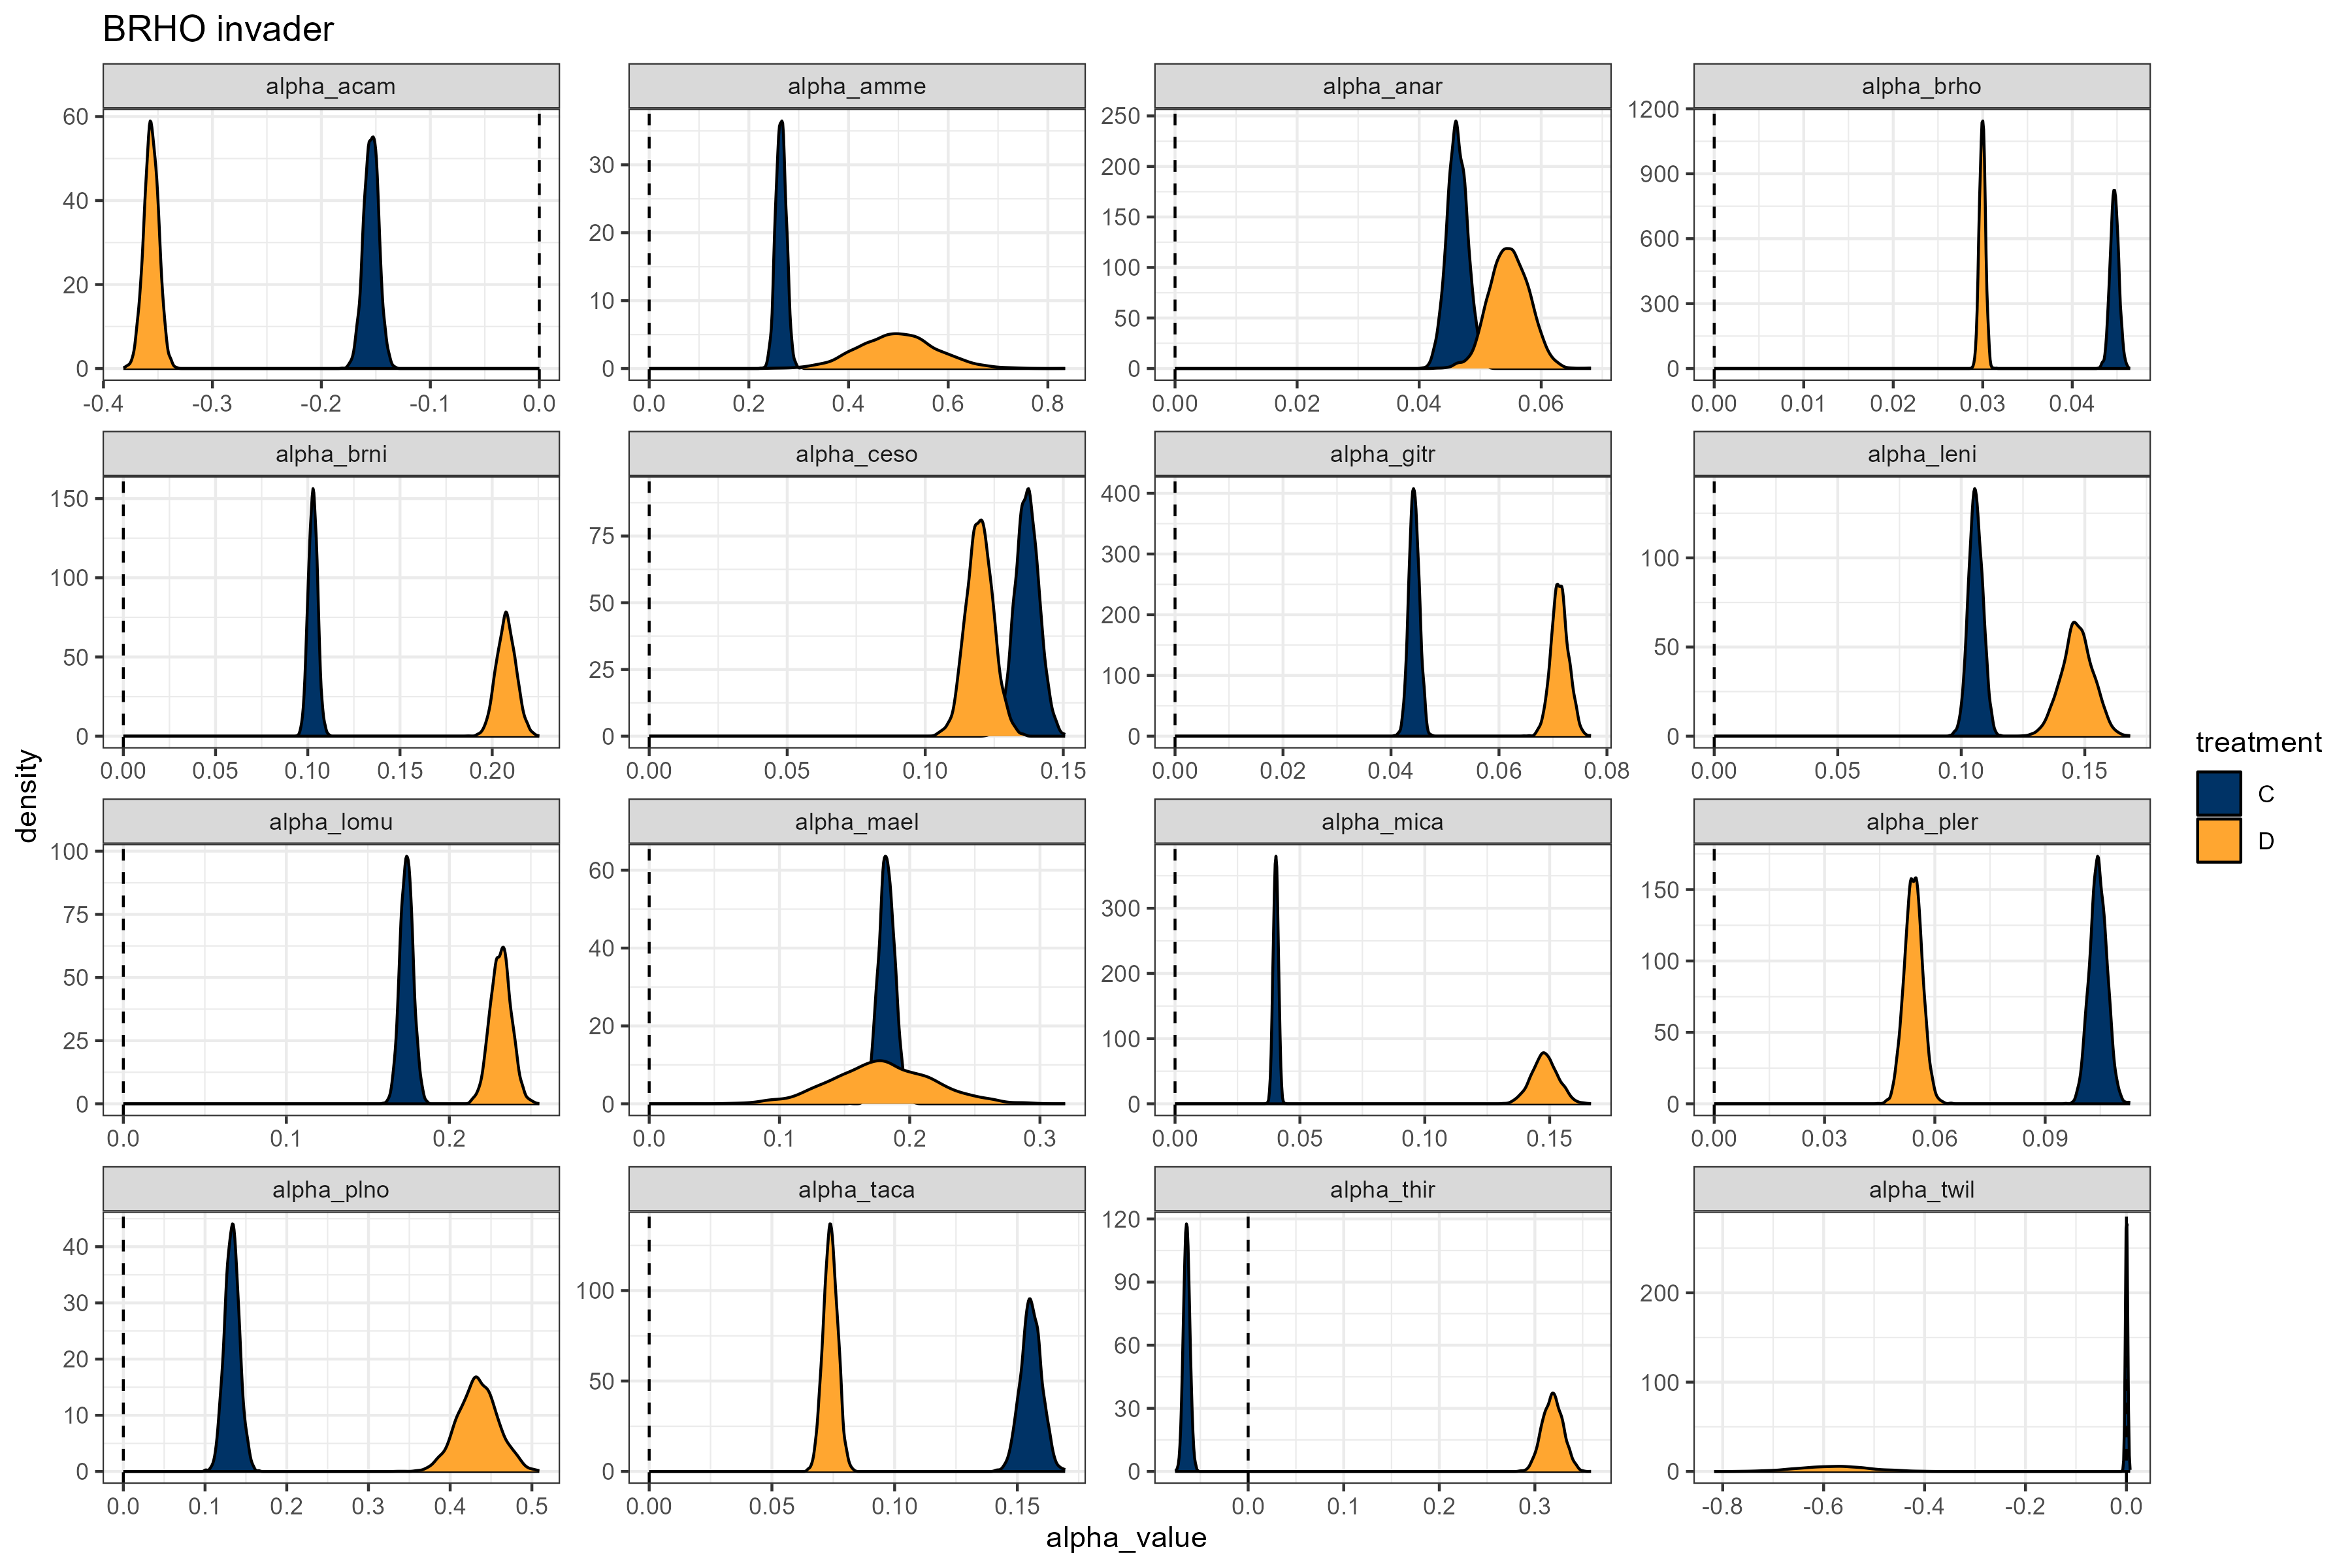 BRHO invader
alpha_acam alpha_amme alpha_anar alpha_brho
60 40 20 0
30 20 10 0
250 200 150 100 50 0
1200 900 600 300 0
-0.4 -0.3 -0.2 -0.1 0.0
0.0 0.2 0.4 0.6 0.8
0.00 0.02 0.04 0.06
0.00 0.01 0.02 0.03 0.04
alpha_brni alpha_ceso alpha_gitr alpha_leni
150 100 50 0
75 50 25 0
400 300 200 100 0
100 50 0
0.00 0.05 0.10 0.15 0.20
0.00 0.05 0.10 0.15
0.00 0.02 0.04 0.06 0.08
0.00 0.05 0.10 0.15
alpha_lomu alpha_mael alpha_mica alpha_pler
100 75 50 25 0
60 40 20 0
300 200 100 0
150 100 50 0
0.0 0.1 0.2
0.0 0.1 0.2 0.3
0.00 0.05 0.10 0.15
0.00 0.03 0.06 0.09
alpha_plno alpha_taca alpha_thir alpha_twil
40 30 20 10 0
100 50 0
120 90 60 30 0
200 100 0
0.0 0.1 0.2 0.3 0.4 0.5
0.00 0.05 0.10 0.15
0.0 0.1 0.2 0.3
-0.8 -0.6 -0.4 -0.2 0.0
density
alpha_value
treatment
C
D